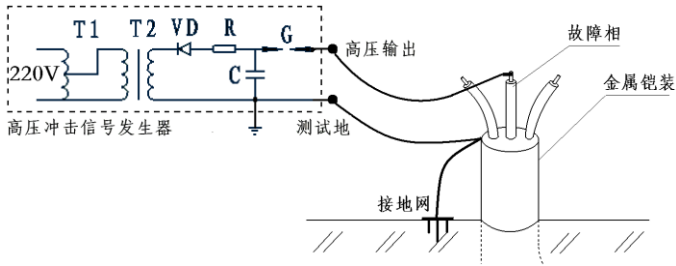 T1 T2 VD R G
220V
C
高压输出
故障相
金属铠装
高压冲击信号发生器
测试地
接地网